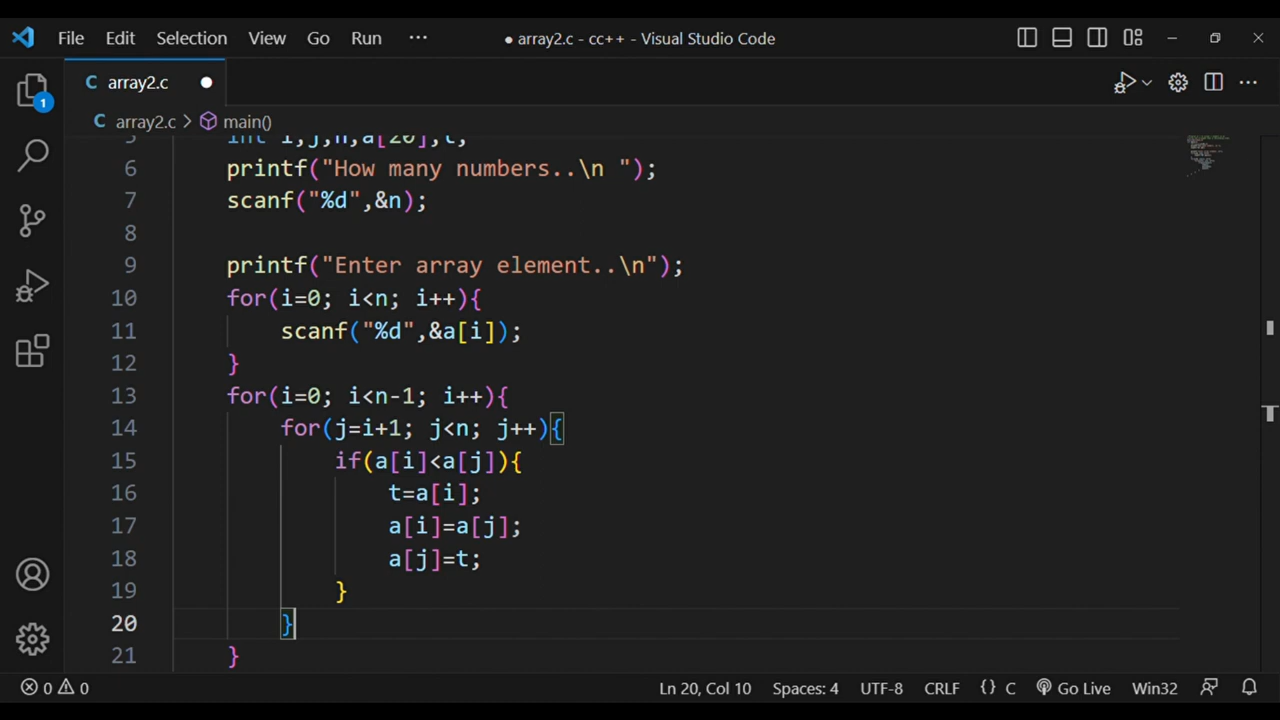 File Edit Selection View Go Run ··· ● array2.c - cc++ - Visual Studio Code
C array2.c ●
C array2.c > main()
1
int i,j,n,a[20],t,
6 printf("How many numbers..\n ");
7 scanf("%d",&n);
8
9 printf("Enter array element..\n");
10 for(i=0; i<n; i++){
11 scanf("%d",&a[i]);
12 }
13 for(i=0; i<n-1; i++){
14 for(j=i+1; j<n; j++){
15 if(a[i]<a[j]){
16 t=a[i];
17 a[i]=a[j];
18 a[j]=t;
19 }
20 }
21 }
0 0 Ln 20, Col 10 Spaces: 4 UTF-8 CRLF {} C Go Live Win32